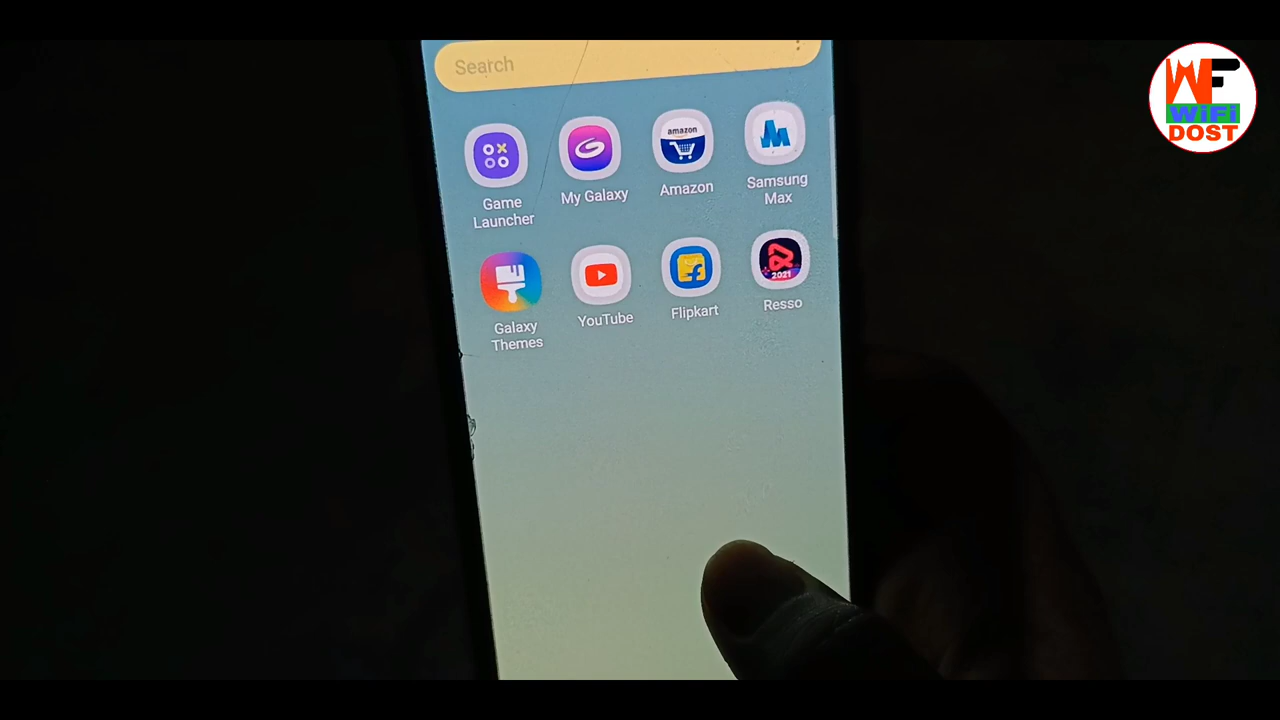 Search
Game
Launcher
My Galaxy
amazon
Amazon
Samsung
Max
Galaxy
Themes
YouTube
Flipkart
2021
Resso
WF
WiFi
DOST